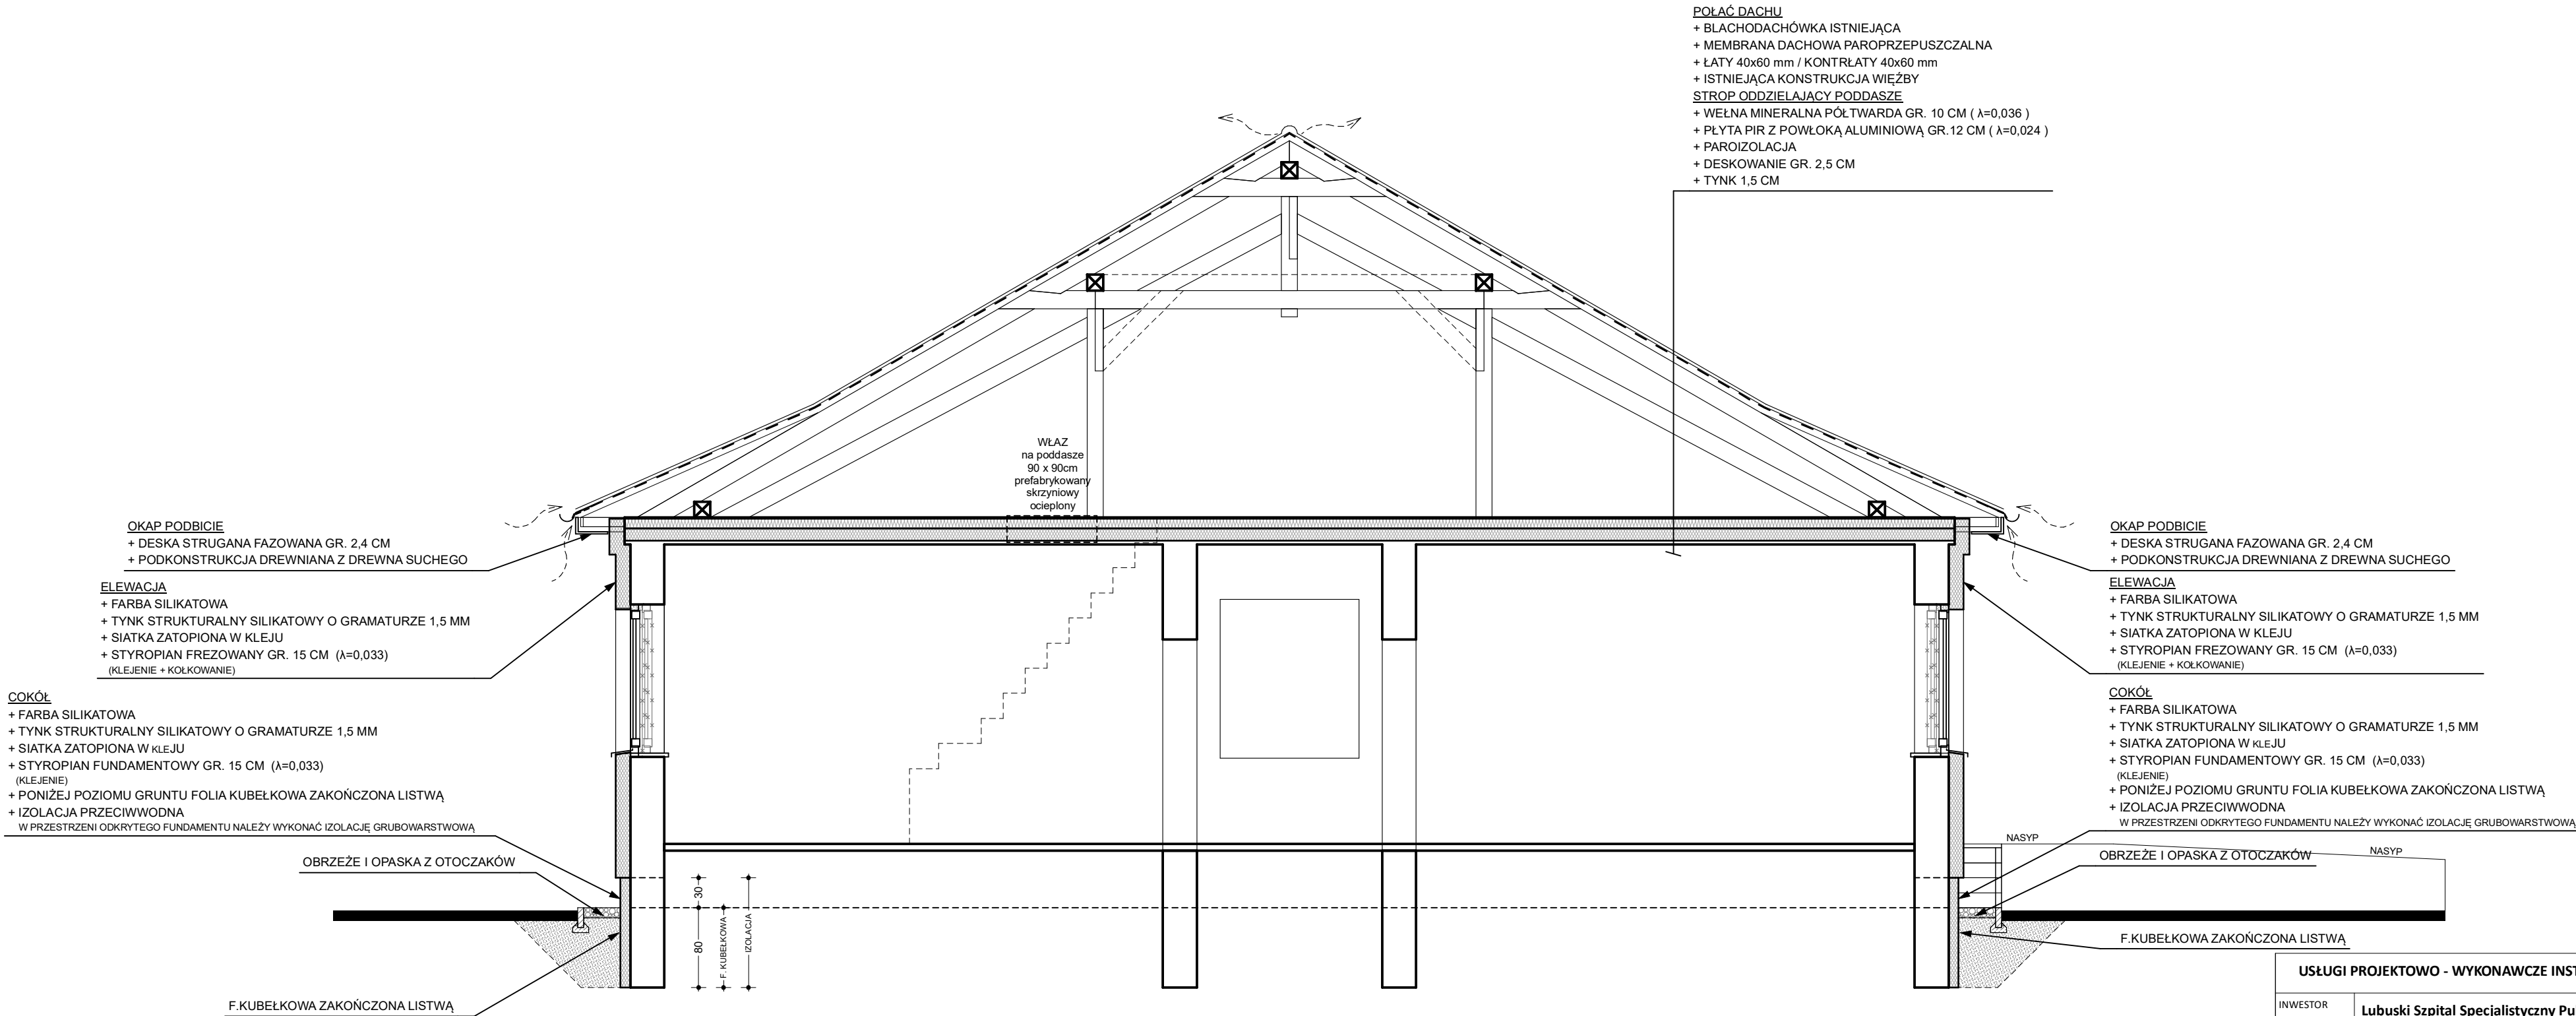 POŁAĆ DACHU
+ BLACHODACHÓWKA ISTNIEJĄCA
+ MEMBRANA DACHOWA PAROPRZEPUSZCZALNA
+ ŁATY 40x60 mm / KONTRŁATY 40x60 mm
+ ISTNIEJĄCA KONSTRUKCJA WIĘŹBY
STROP ODDZIELAJĄCY PODDASZE
+ WEŁNA MINERALNA PÓŁTWARDA GR. 10 CM ( λ=0,036 )
+ PŁYTA PIR Z POWŁOKĄ ALUMINIOWĄ GR.12 CM ( λ=0,024 )
+ PAROIZOLACJA
+ DESKOWANIE GR. 2,5 CM
+ TYNK 1,5 CM
WŁAZ
na poddasze
90 x 90cm
prefabrykowany
skrzyniowy
ocieplony
OKAP PODBICIE
+ DESKA STRUGANA FAZOWANA GR. 2,4 CM
+ PODKONSTRUKCJA DREWNIANA Z DREWNA SUCHEGO
ELEWACJA
+ FARBA SILIKATOWA
+ TYNK STRUKTURALNY SILIKATOWY O GRAMATURZE 1,5 MM
+ SIATKA ZATOPIONA W KLEJU
+ STYROPIAN FREZOWANY GR. 15 CM (λ=0,033)
(KLEJENIE + KOŁKOWANIE)
COKÓŁ
+ FARBA SILIKATOWA
+ TYNK STRUKTURALNY SILIKATOWY O GRAMATURZE 1,5 MM
+ SIATKA ZATOPIONA W KLEJU
+ STYROPIAN FUNDAMENTOWY GR. 15 CM (λ=0,033)
(KLEJENIE)
+ PONIŻEJ POZIOMU GRUNTU FOLIA KUBEŁKOWA ZAKOŃCZONA LISTWĄ
+ IZOLACJA PRZECIWWODNA
W PRZESTRZENI ODKRYTEGO FUNDAMENTU NALEŻY WYKONAĆ IZOLACJĘ GRUBOWARSTWOWĄ
OBRZEŻE I OPASKA Z OTOCZAKÓW
F.KUBEŁKOWA ZAKOŃCZONA LISTWĄ
30
80
F. KUBEŁKOWA
IZOLACJA
OKAP PODBICIE
+ DESKA STRUGANA FAZOWANA GR. 2,4 CM
+ PODKONSTRUKCJA DREWNIANA Z DREWNA SUCHEGO
ELEWACJA
+ FARBA SILIKATOWA
+ TYNK STRUKTURALNY SILIKATOWY O GRAMATURZE 1,5 MM
+ SIATKA ZATOPIONA W KLEJU
+ STYROPIAN FREZOWANY GR. 15 CM (λ=0,033)
(KLEJENIE + KOŁKOWANIE)
COKÓŁ
+ FARBA SILIKATOWA
+ TYNK STRUKTURALNY SILIKATOWY O GRAMATURZE 1,5 MM
+ SIATKA ZATOPIONA W KLEJU
+ STYROPIAN FUNDAMENTOWY GR. 15 CM (λ=0,033)
(KLEJENIE)
+ PONIŻEJ POZIOMU GRUNTU FOLIA KUBEŁKOWA ZAKOŃCZONA LISTWĄ
+ IZOLACJA PRZECIWWODNA
W PRZESTRZENI ODKRYTEGO FUNDAMENTU NALEŻY WYKONAĆ IZOLACJĘ GRUBOWARSTWOWĄ
NASYP
NASYP
OBRZEŻE I OPASKA Z OTOCZAKÓW
F.KUBEŁKOWA ZAKOŃCZONA LISTWĄ
USŁUGI PROJEKTOWO - WYKONAWCZE INST
INWESTOR
Lubuski Szpital Specjalistyczny Pu